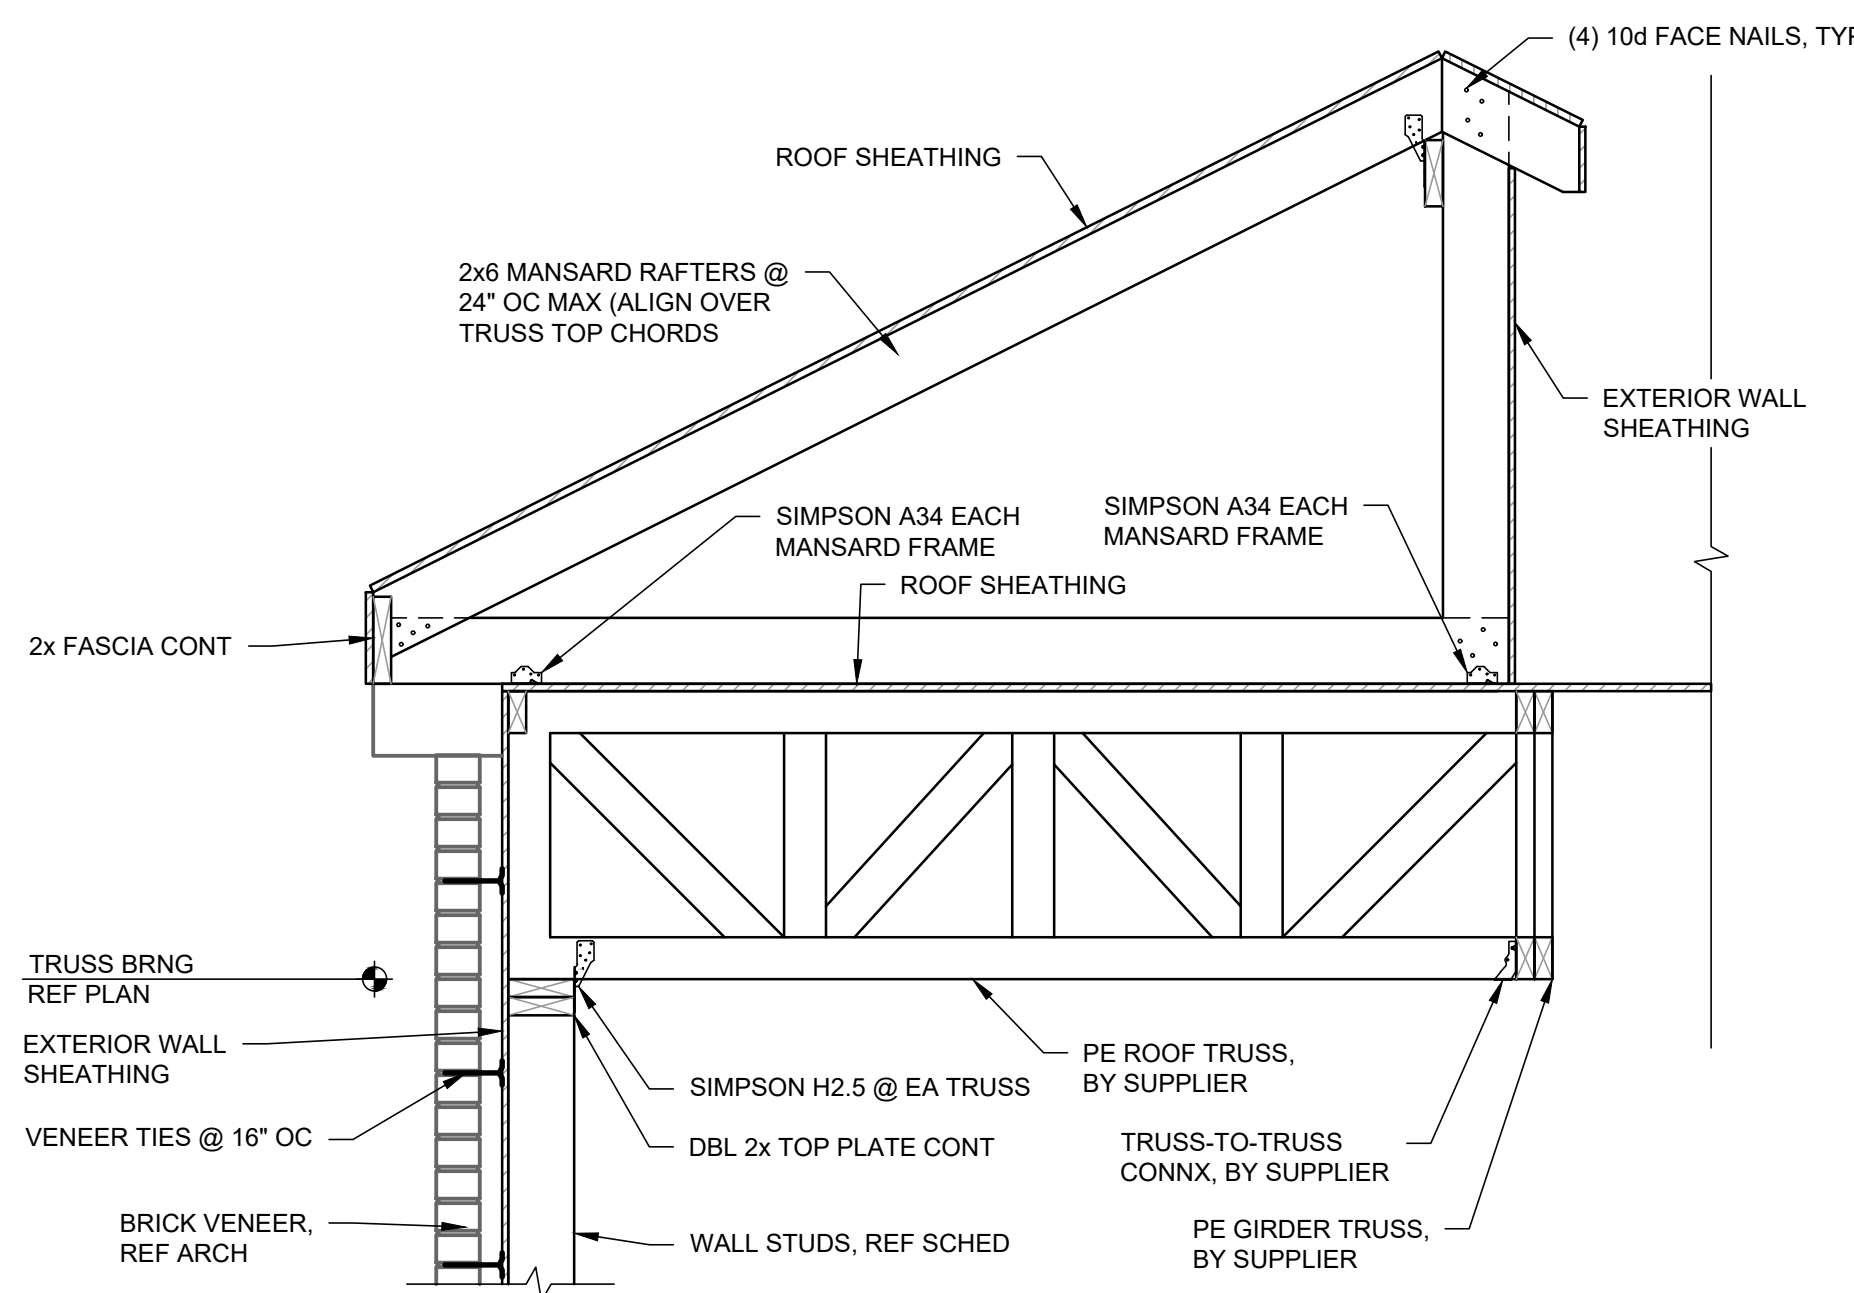 (4) 10d FACE NAILS, TYP
ROOF SHEATHING
2x6 MANSARD RAFTERS @
24" OC MAX (ALIGN OVER
TRUSS TOP CHORDS
EXTERIOR WALL
SHEATHING
SIMPSON A34 EACH
MANSARD FRAME
SIMPSON A34 EACH
MANSARD FRAME
ROOF SHEATHING
2x FASCIA CONT
TRUSS BRNG
REF PLAN
EXTERIOR WALL
SHEATHING
VENEER TIES @ 16" OC
BRICK VENEER,
REF ARCH
SIMPSON H2.5 @ EA TRUSS
DBL 2x TOP PLATE CONT
WALL STUDS, REF SCHED
PE ROOF TRUSS,
BY SUPPLIER
TRUSS-TO-TRUSS
CONNX, BY SUPPLIER
PE GIRDER TRUSS,
BY SUPPLIER